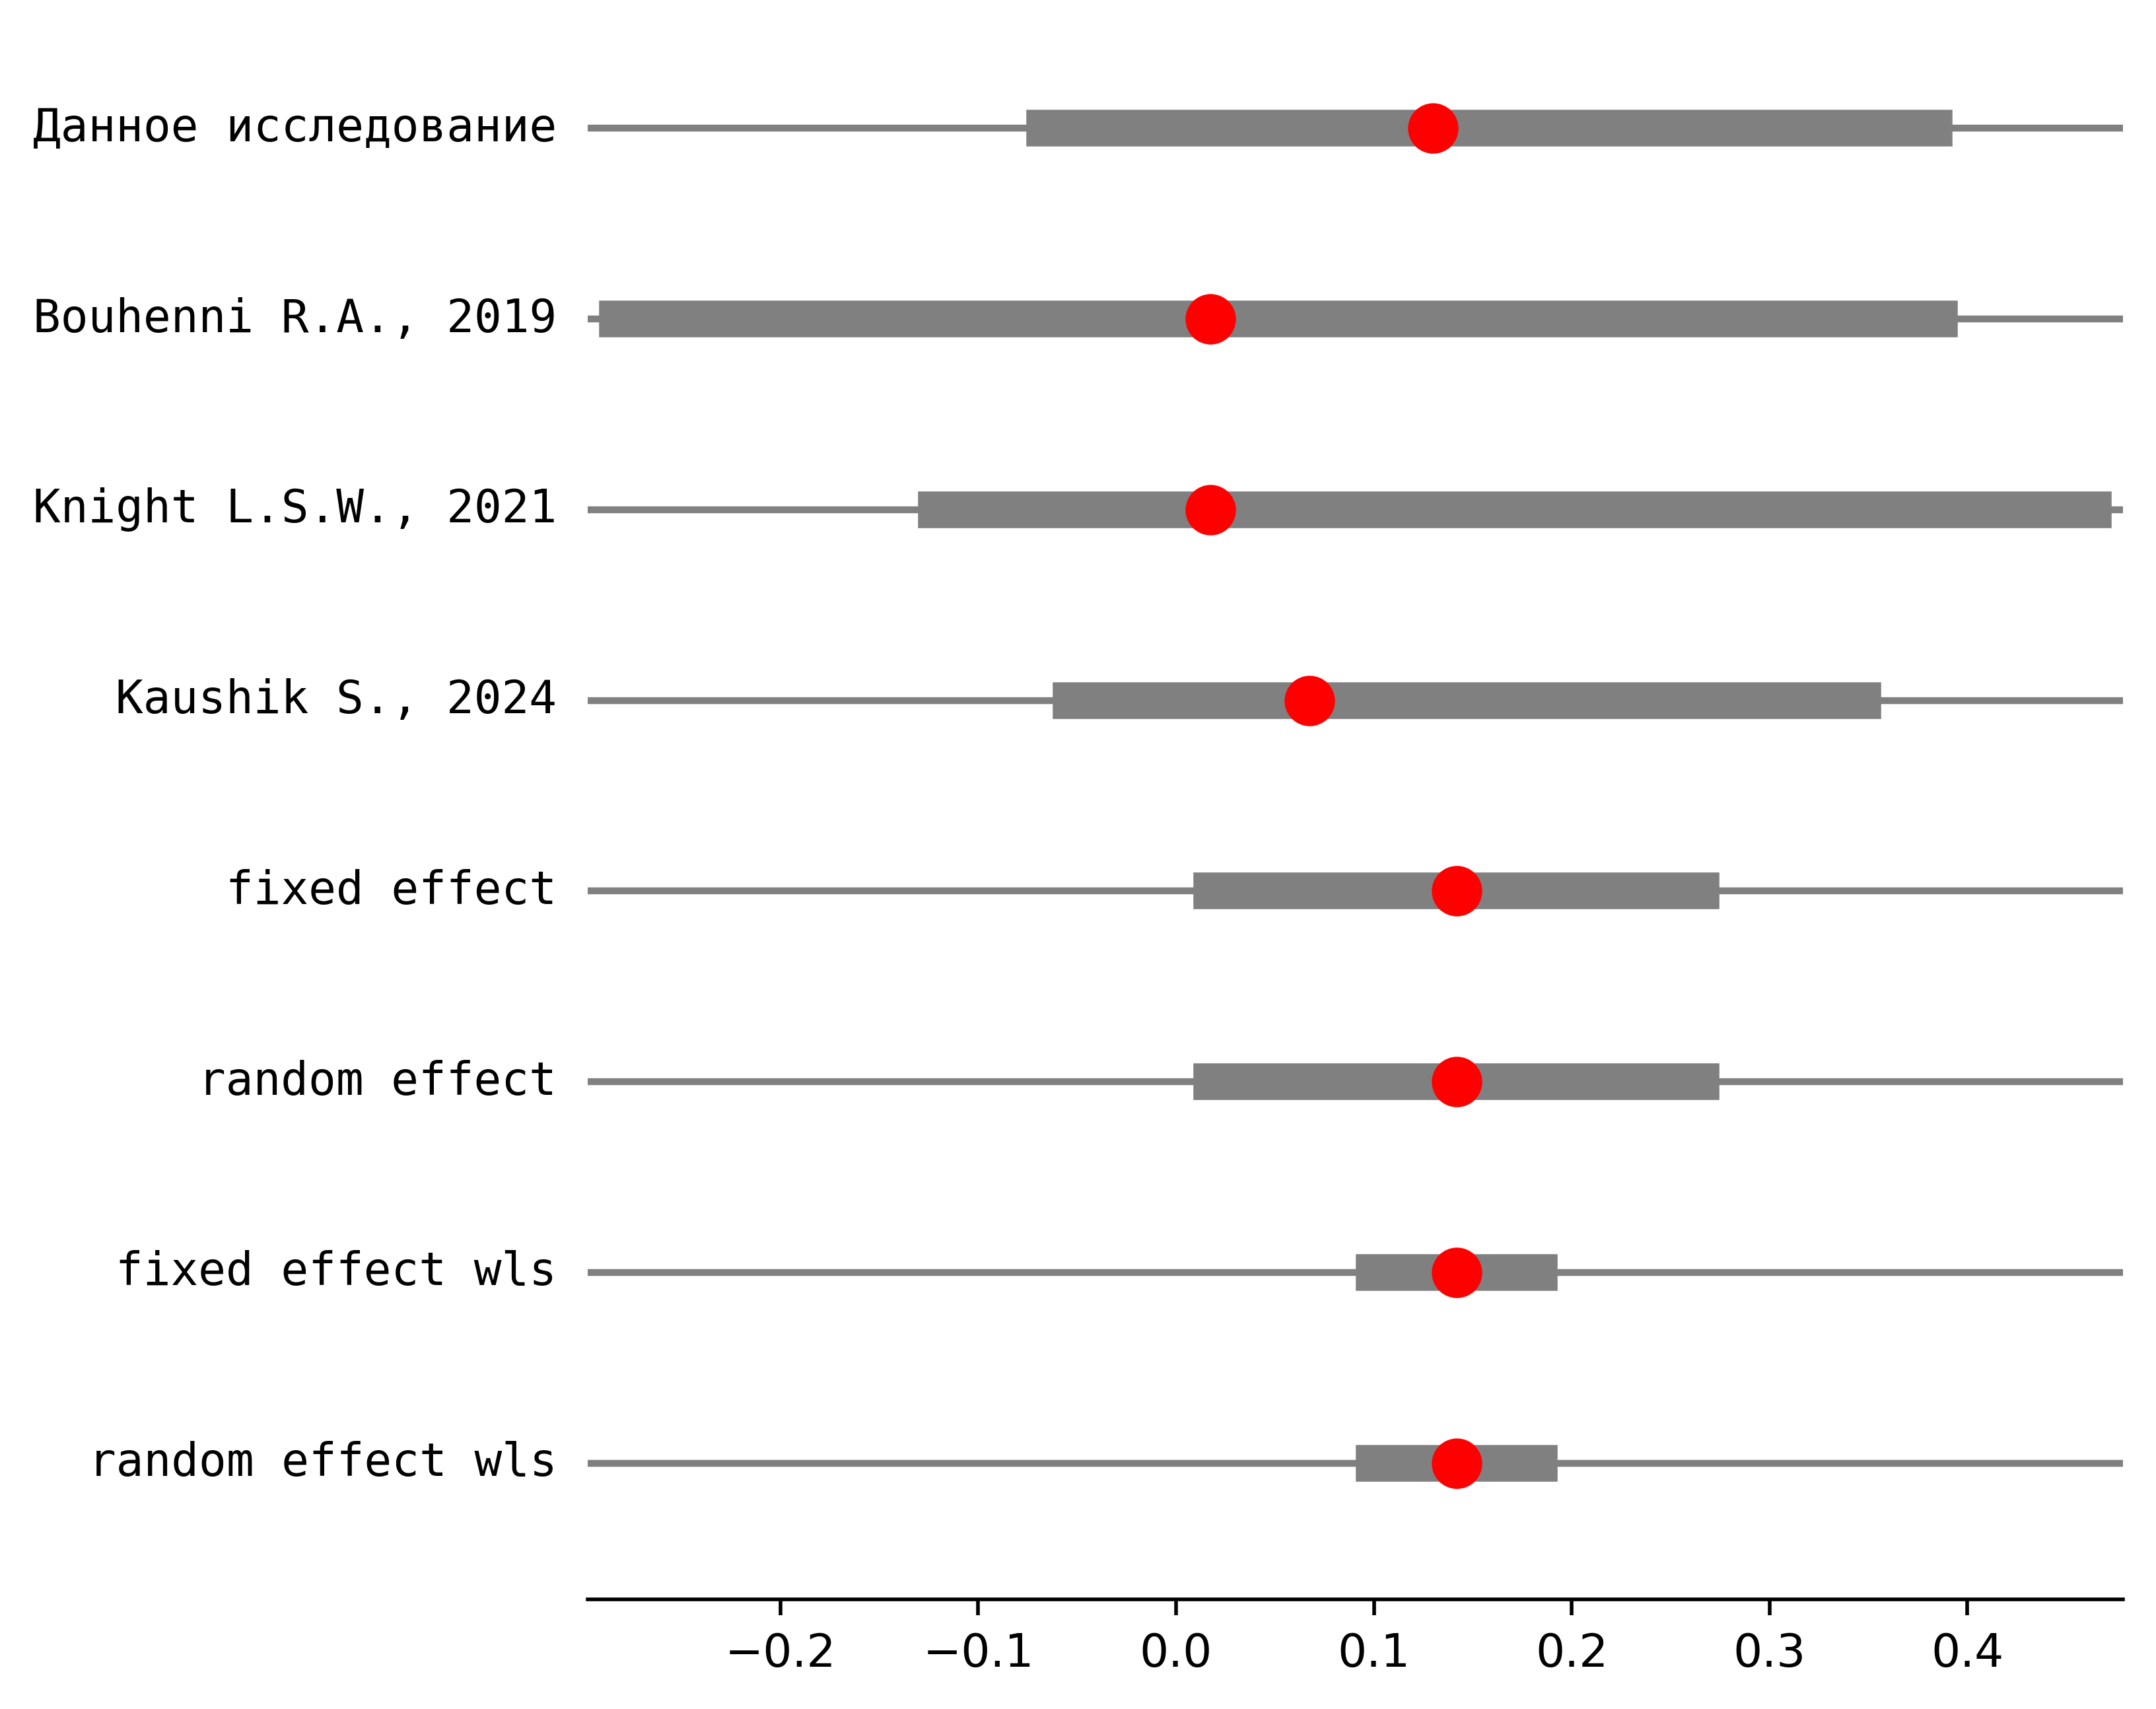 Данное исследование
Bouhenni R.A., 2019
Knight L.S.W., 2021
Kaushik S., 2024
fixed effect
random effect
fixed effect wls
random effect wls
−0.2 −0.1 0.0 0.1 0.2 0.3 0.4